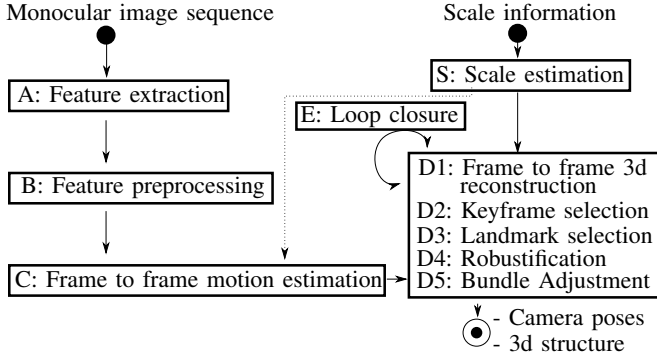 Monocular image sequence
Scale information
S: Scale estimation
A: Feature extraction
E: Loop closure
D1: Frame to frame 3d
reconstruction
B: Feature preprocessing
D2: Keyframe selection
D3: Landmark selection
D4: Robustification
C: Frame to frame motion estimation
D5: Bundle Adjustment
- Camera poses
- 3d structure